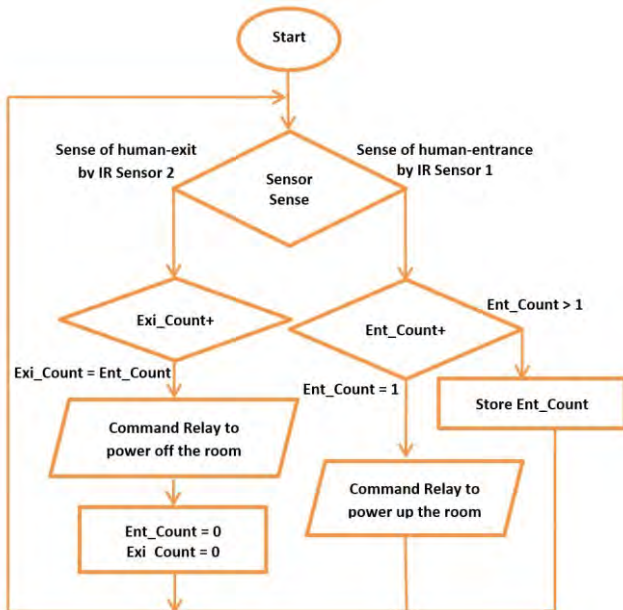 Start
Sense of human-exit
by IR Sensor 2
Sense of human-entrance
by IR Sensor 1
Sensor
Sense
Exi_Count+
Ent_Count+
Ent_Count > 1
Exi_Count = Ent_Count
Ent_Count = 1
Store Ent_Count
Command Relay to
power off the room
Command Relay to
power up the room
Ent_Count = 0
Exi_Count = 0